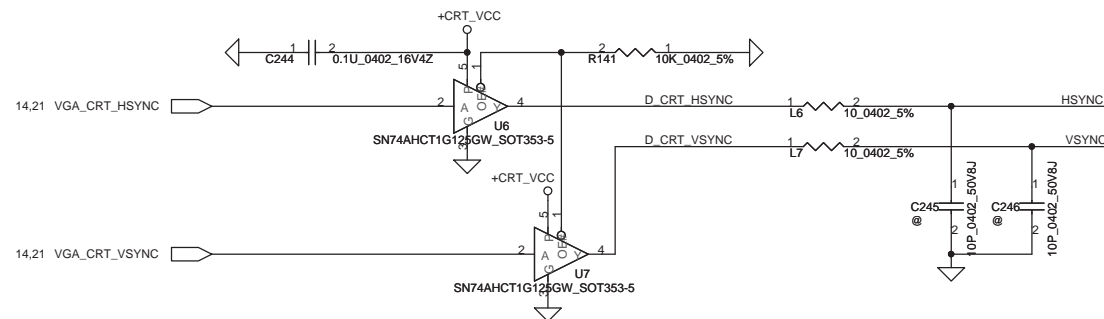 +CRT_VCC
1
2
C244
0.1U_0402_16V4Z
2
1
R141
10K_0402_5%
5
1
P
OE#
14,21 VGA_CRT_HSYNC
2
A
Y
4
G
3
U6
SN74AHCT1G125GW_SOT353-5
D_CRT_HSYNC
1
2
L6
10_0402_5%
HSYNC
D_CRT_VSYNC
1
2
L7
10_0402_5%
VSYNC
+CRT_VCC
5
1
P
OE#
14,21 VGA_CRT_VSYNC
2
A
Y
4
G
3
U7
SN74AHCT1G125GW_SOT353-5
1
C245
@
2
10P_0402_50V8J
1
C246
@
2
10P_0402_50V8J